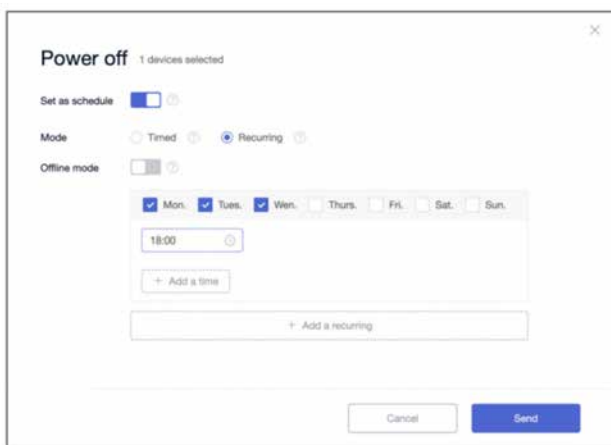 Power off 1 devices selected
Set as schedule
Mode Timed Recurring
Offline mode
Mon. Tues. Wen. Thurs. Fri. Sat. Sun.
18:00
+ Add a time
+ Add a recurring
Cancel Send